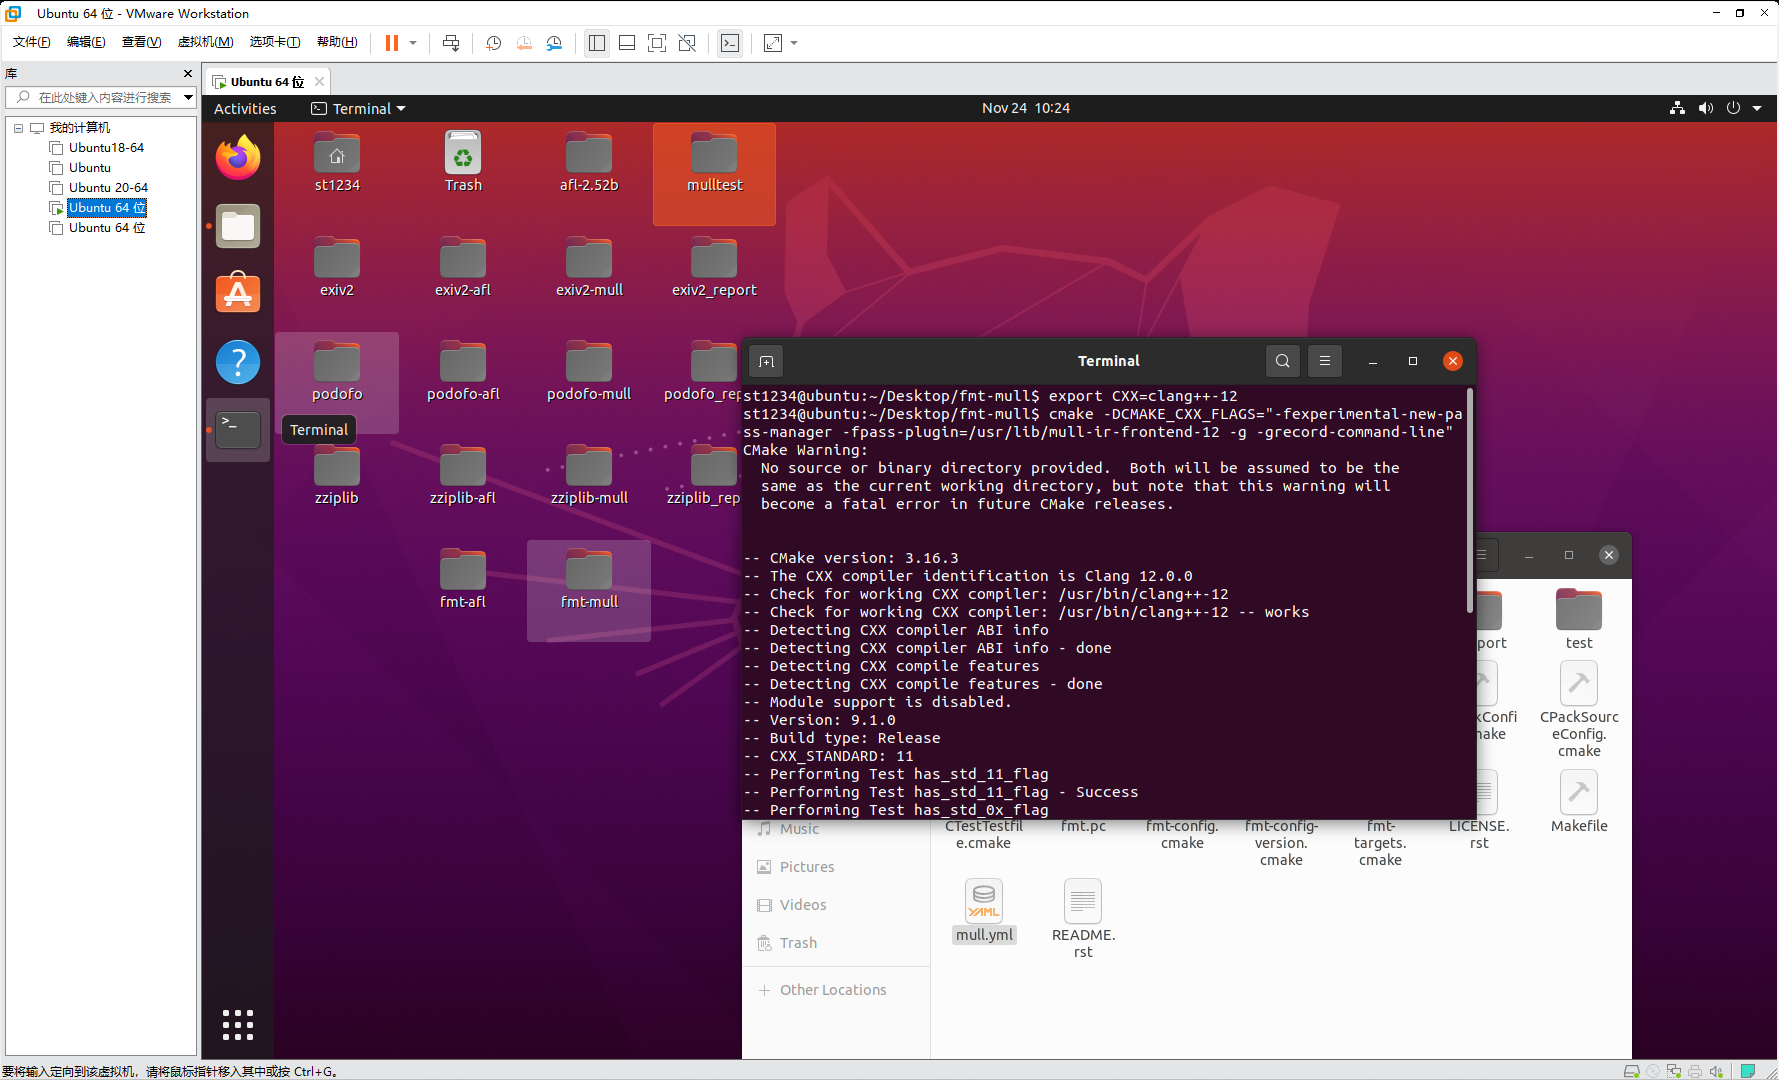 Ubuntu 64 位 - VMware Workstation
文件(F) 编辑(E) 查看(V) 虚拟机(M) 选项卡(T) 帮助(H)
库
在此处键入内容进行搜索
我的计算机
Ubuntu18-64
Ubuntu
Ubuntu 20-64
Ubuntu 64 位
Ubuntu 64 位
Ubuntu 64 位
Activities Terminal Nov 24 10:24
st1234 Trash afl-2.52b mulltest
exiv2 exiv2-afl exiv2-mull exiv2_report
podofo podofo-afl podofo-mull podofo_rep
Terminal
zziplib zziplib-afl zziplib-mull zziplib_rep
fmt-afl fmt-mull
Terminal
st1234@ubuntu:~/Desktop/fmt-mull$ export CXX=clang++-12
st1234@ubuntu:~/Desktop/fmt-mull$ cmake -DCMAKE_CXX_FLAGS="-fexperimental-new-pa
ss-manager -fpass-plugin=/usr/lib/mull-ir-frontend-12 -g -grecord-command-line"
CMake Warning:
No source or binary directory provided.  Both will be assumed to be the
same as the current working directory, but note that this warning will
become a fatal error in future CMake releases.
-- CMake version: 3.16.3
-- The CXX compiler identification is Clang 12.0.0
-- Check for working CXX compiler: /usr/bin/clang++-12
-- Check for working CXX compiler: /usr/bin/clang++-12 -- works
-- Detecting CXX compiler ABI info
-- Detecting CXX compiler ABI info - done
-- Detecting CXX compile features
-- Detecting CXX compile features - done
-- Module support is disabled.
-- Version: 9.1.0
-- Build type: Release
-- CXX_STANDARD: 11
-- Performing Test has_std_11_flag
-- Performing Test has_std_11_flag - Success
-- Performing Test has_std_0x_flag
port test
kConfi
make
CPackSourc
eConfig.
cmake
Music
Pictures
Videos
Trash
Other Locations
CTestTestfil
e.cmake
fmt.pc
fmt-config.
cmake
fmt-config-
version.
cmake
fmt-
targets.
cmake
LICENSE.
rst
Makefile
YAML
mull.yml
README.
rst
要将输入定向到该虚拟机，请将鼠标指针移入其中或按 Ctrl+G。